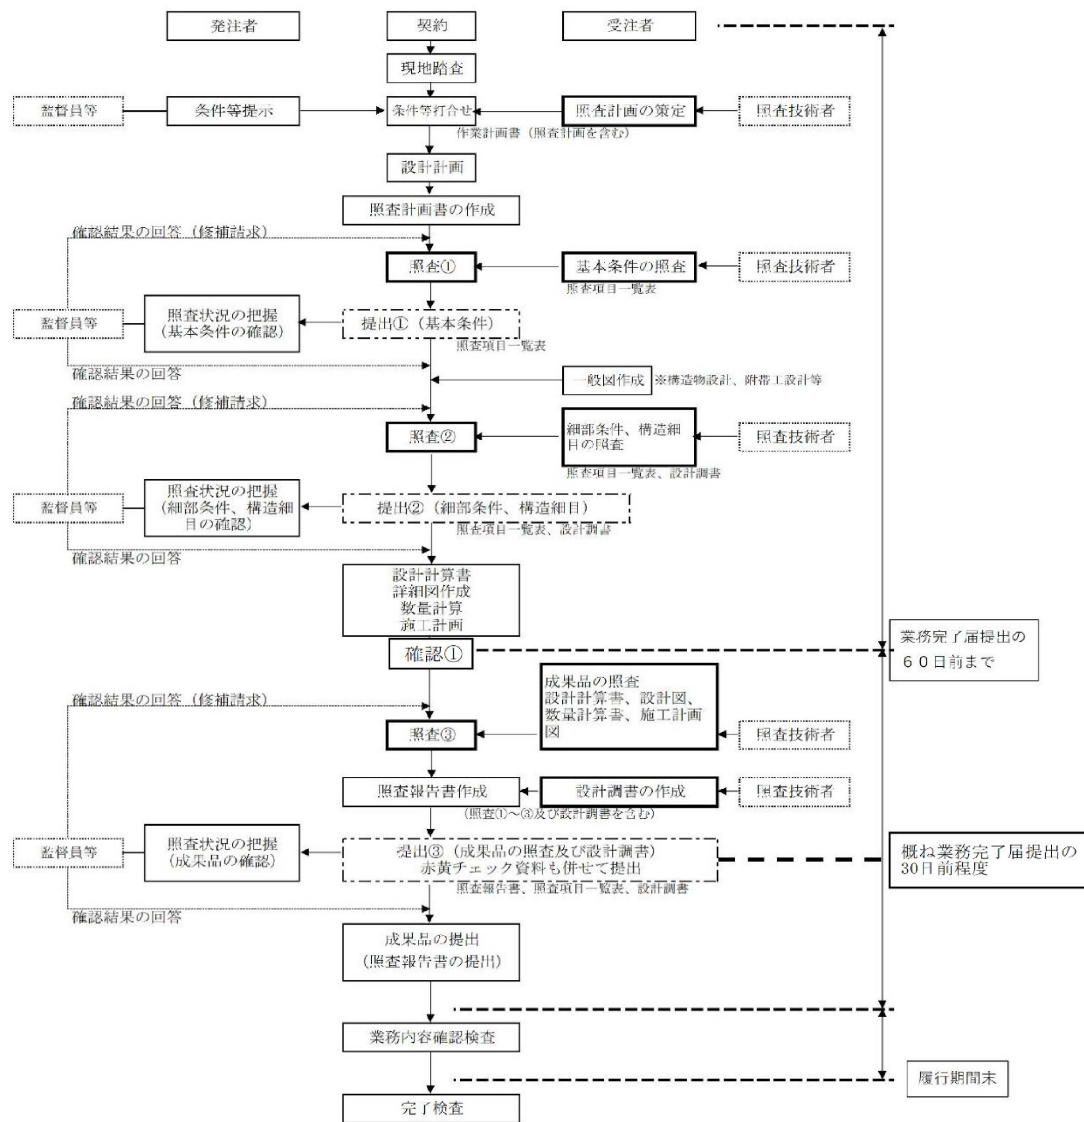 発注者
契約
受注者
現地踏査
監督員等
条件等提示
条件等打合せ
照査計画の策定
照査技術者
作業計画書（照査計画を含む）
設計計画
照査計画書の作成
確認結果の回答（修補請求）
照査①
基本条件の照査
照査技術者
照査項目一覧表
監督員等
照査状況の把握
(基本条件の確認)
提出①（基本条件）
照査項目一覧表
確認結果の回答
一般図作成
※構造物設計、附帯工設計等
確認結果の回答（修補請求）
照査②
細部条件、構造細
目の照査
照査技術者
照査項目一覧表、設計調書
監督員等
照査状況の把握
(細部条件、構造細
目の確認)
提出②（細部条件、構造細目）
照査項目一覧表、設計調書
確認結果の回答
設計計算書
詳細図作成
数量計算
施工計画
確認①
業務完了届提出の
６０日前まで
成果品の照査
設計計算書、設計図、
数量計算書、施工計画
図
確認結果の回答（修補請求）
照査③
照査技術者
照査報告書作成
設計調書の作成
照査技術者
(照査①～③及び設計調書を含む)
監督員等
照査状況の把握
(成果品の確認)
提出③（成果品の照査及び設計調書）
赤黄チェック資料も併せて提出
概ね業務完了届提出の
30日前程度
照査報告書、照査項目一覧表、設計調書
確認結果の回答
成果品の提出
(照査報告書の提出)
業務内容確認検査
履行期間末
完了検査